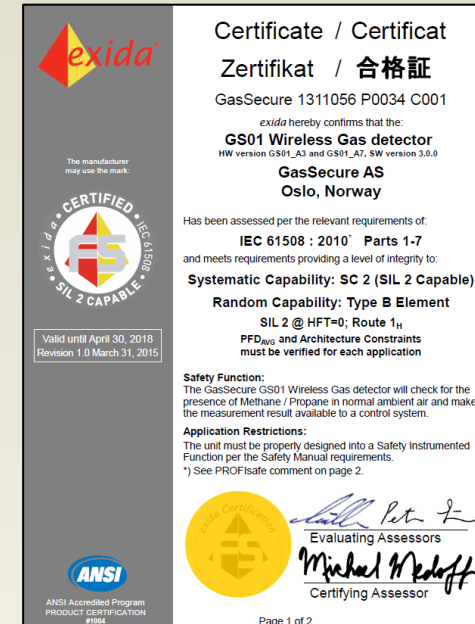 exida
The manufacturer
may use the mark:
exida CERTIFIED IEC 61508
FS
SIL 2 CAPABLE
Valid until April 30, 2018
Revision 1.0 March 31, 2015
ANSI
ANSI Accredited Program
PRODUCT CERTIFICATION
#1004
Certificate / Certificat
Zertifikat / 合格証
GasSecure 1311056 P0034 C001
exida hereby confirms that the:
GS01 Wireless Gas detector
HW version GS01_A3 and GS01_A7, SW version 3.0.0
GasSecure AS
Oslo, Norway
Has been assessed per the relevant requirements of:
IEC 61508 : 2010* Parts 1-7
and meets requirements providing a level of integrity to:
Systematic Capability: SC 2 (SIL 2 Capable)
Random Capability: Type B Element
SIL 2 @ HFT=0; Route 1H
PFDAVG and Architecture Constraints
must be verified for each application
Safety Function:
The GasSecure GS01 Wireless Gas detector will check for the
presence of Methane / Propane in normal ambient air and make
the measurement result available to a control system.
Application Restrictions:
The unit must be properly designed into a Safety Instrumented
Function per the Safety Manual requirements.
*) See PROFIsafe comment on page 2.
exida Certification
FS
Evaluating Assessors
Michael Medoff
Certifying Assessor
Page 1 of 2